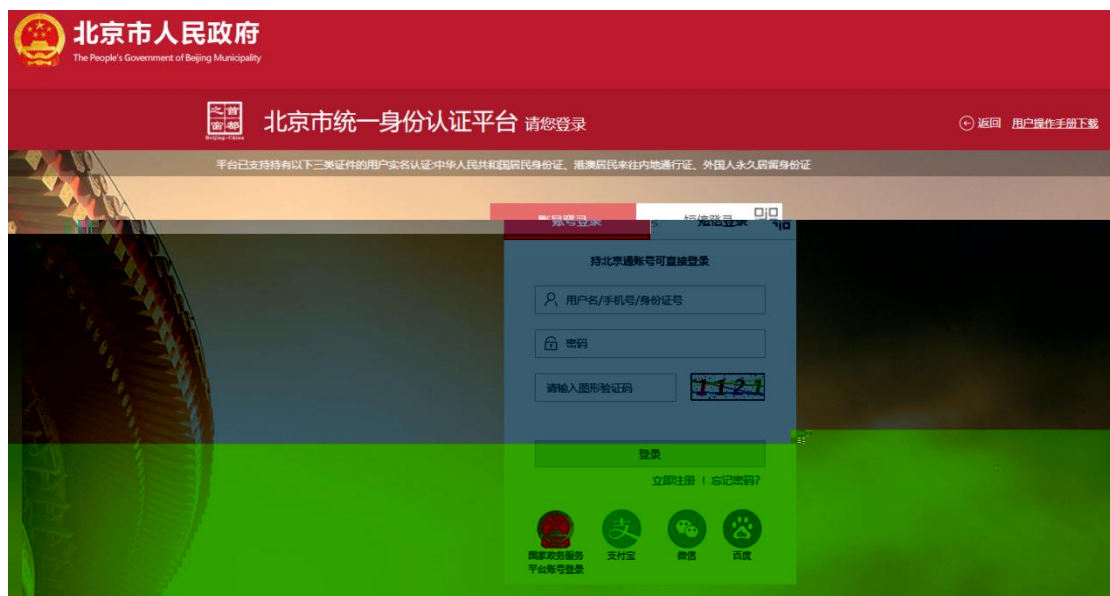 北京市人民政府
The People's Government of Beijing Municipality
首都之窗
Beijing-China
北京市统一身份认证平台 请您登录
返回 用户操作手册下载
平台已支持持有以下三类证件的用户实名认证:中华人民共和国居民身份证、港澳居民来往内地通行证、外国人永久居留身份证
账号登录 短信登录
持北京通账号可直接登录
用户名/手机号/身份证号
密码
请输入图形验证码 1121
登录
立即注册 | 忘记密码?
国家政务服务 支付宝 微信 百度
平台账号登录